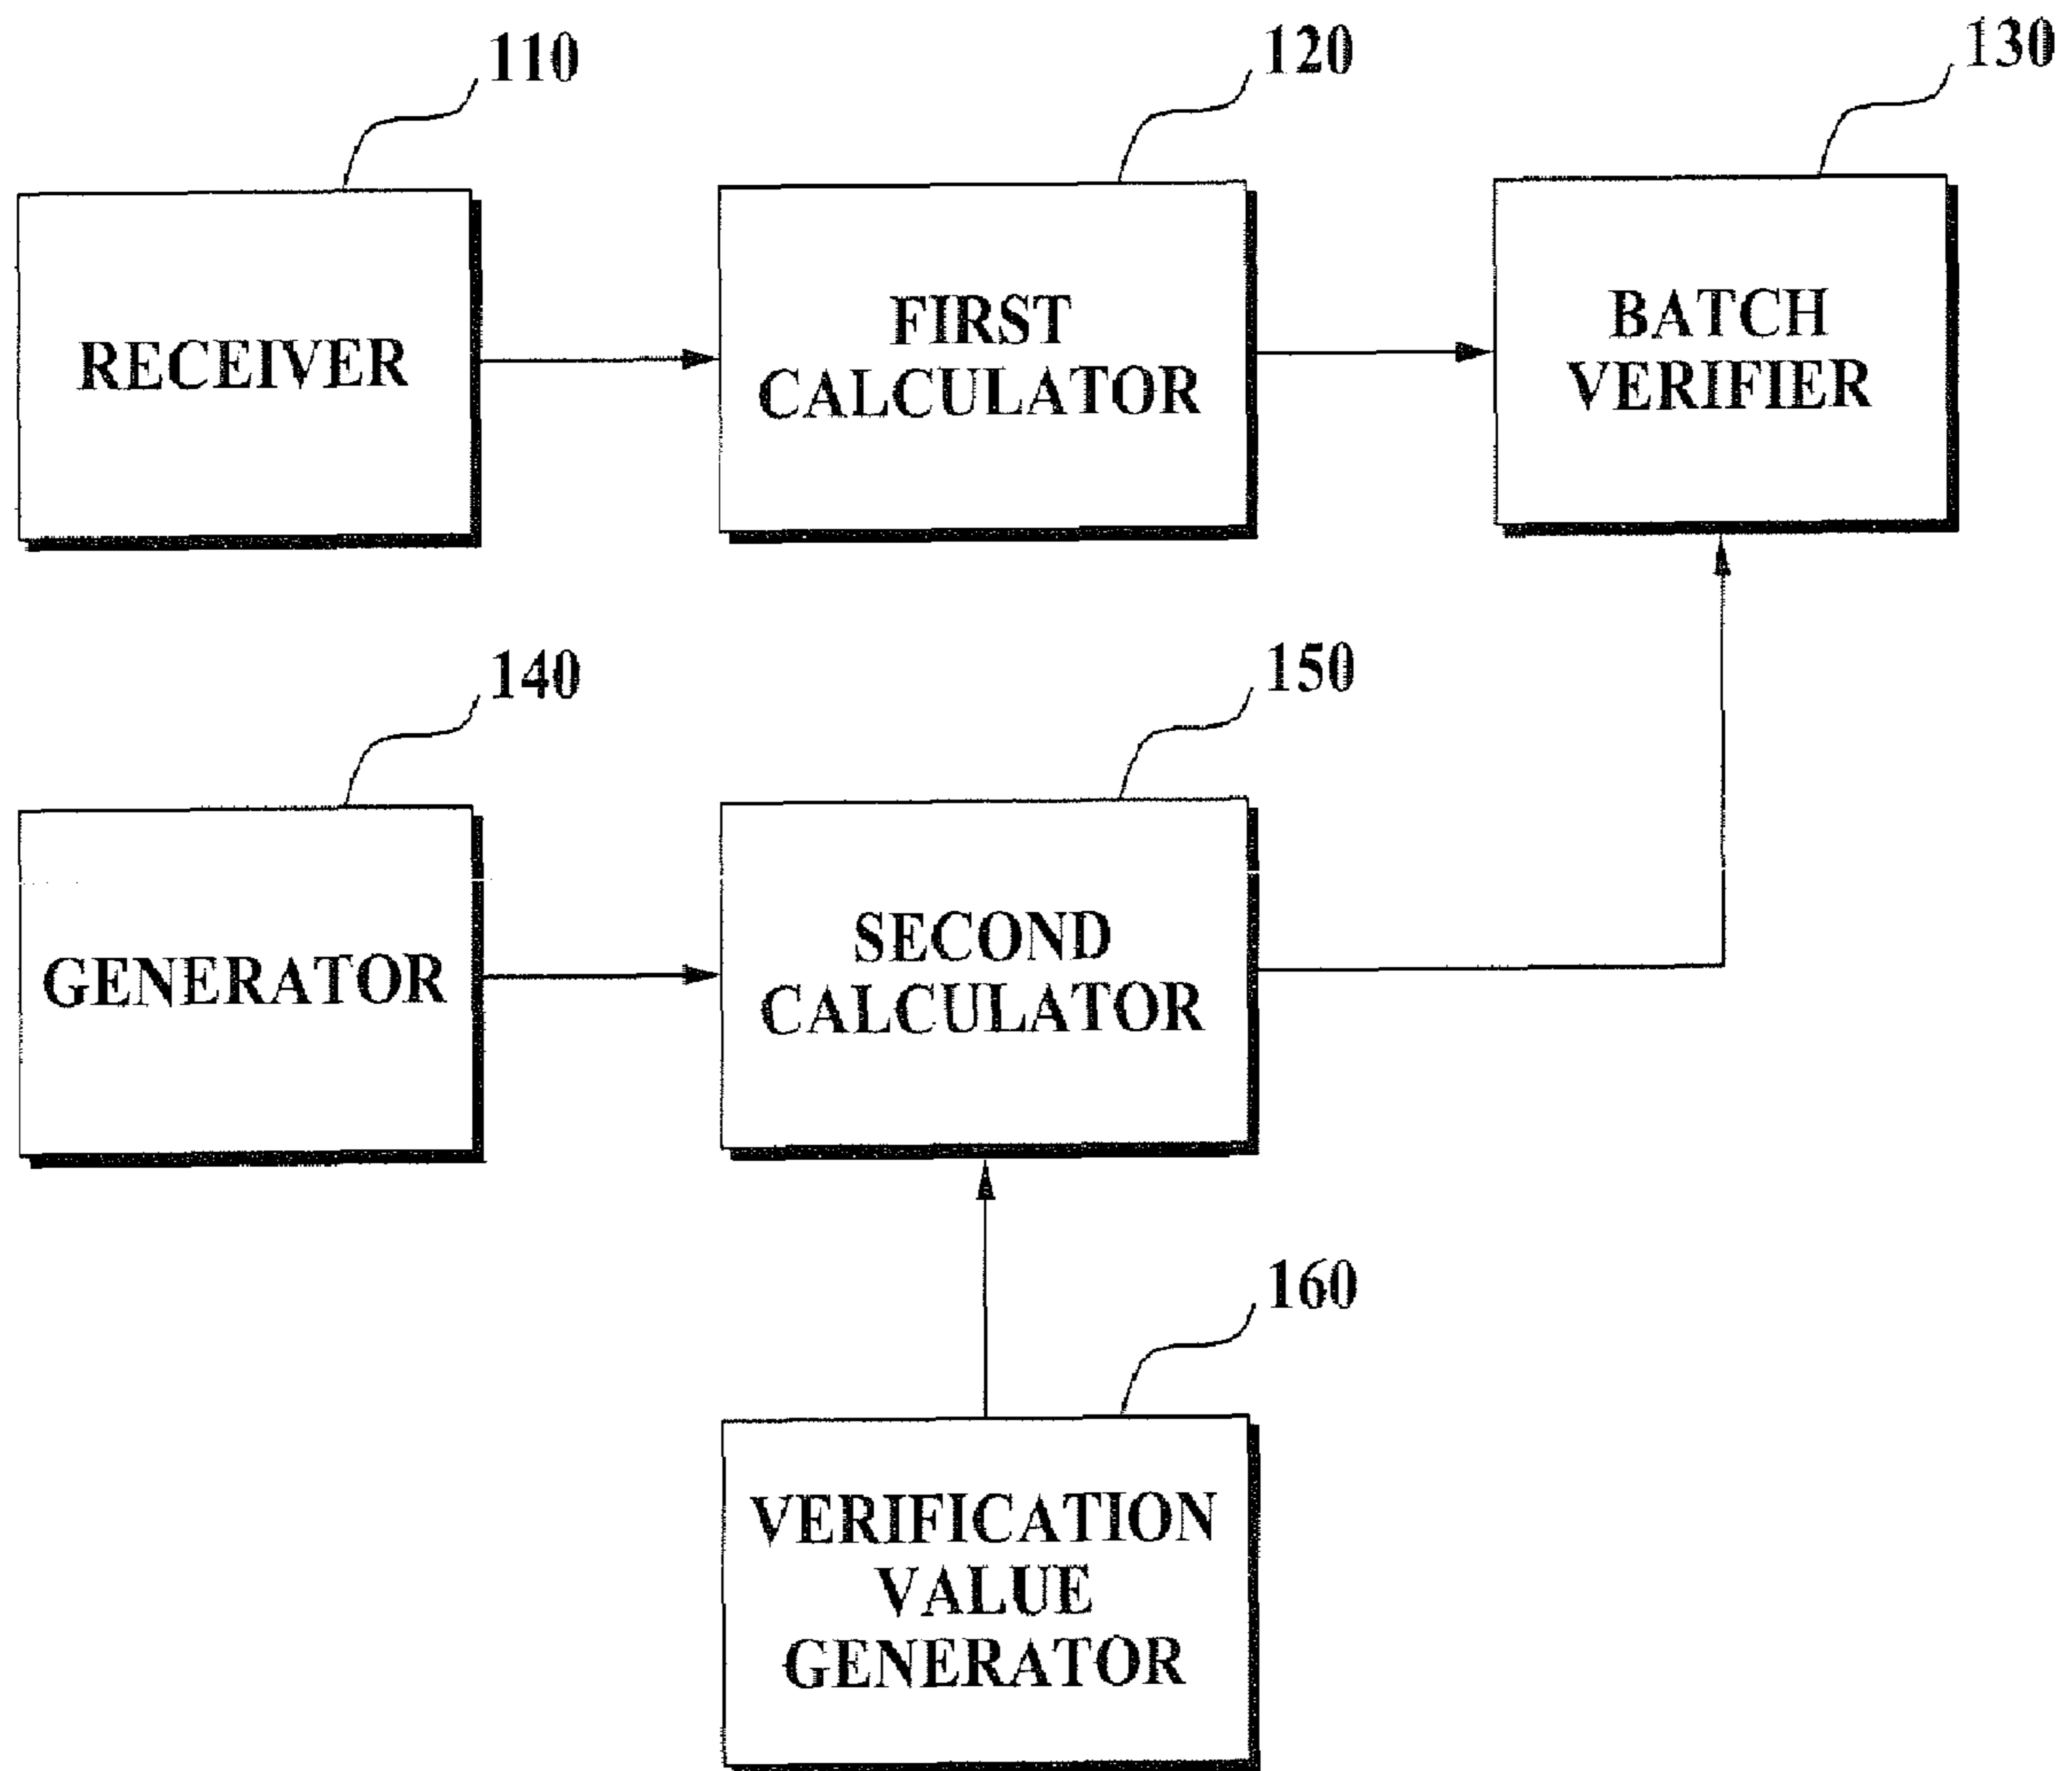 110
120
130
RECEIVER
FIRST
CALCULATOR
BATCH
VERIFIER
140
150
GENERATOR
SECOND
CALCULATOR
160
VERIFICATION
VALUE
GENERATOR